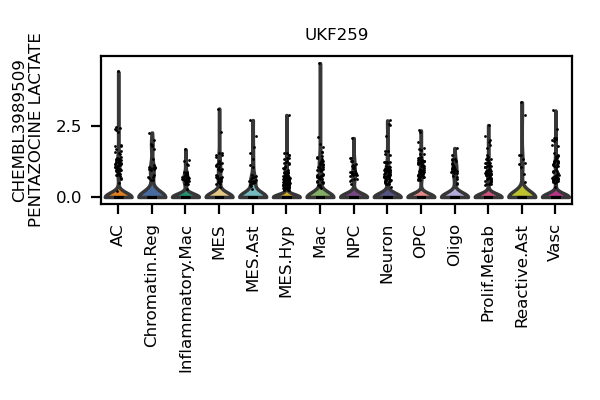 UKF259
CHEMBL3989509
PENTAZOCINE LACTATE
2.5
0.0
AC
Chromatin.Reg
Inflammatory.Mac
MES
MES.Ast
MES.Hyp
Mac
NPC
Neuron
OPC
Oligo
Prolif.Metab
Reactive.Ast
Vasc